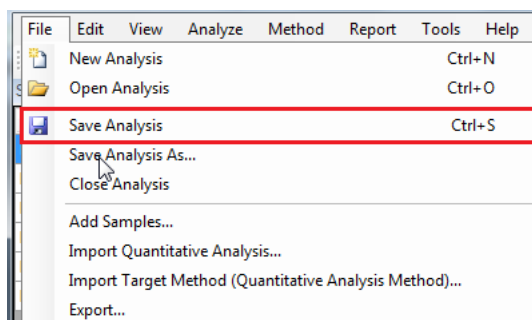 File Edit View Analyze Method Report Tools Help
New Analysis Ctrl+N
Open Analysis Ctrl+O
Save Analysis Ctrl+S
Save Analysis As...
Close Analysis
Add Samples...
Import Quantitative Analysis...
Import Target Method (Quantitative Analysis Method)...
Export...